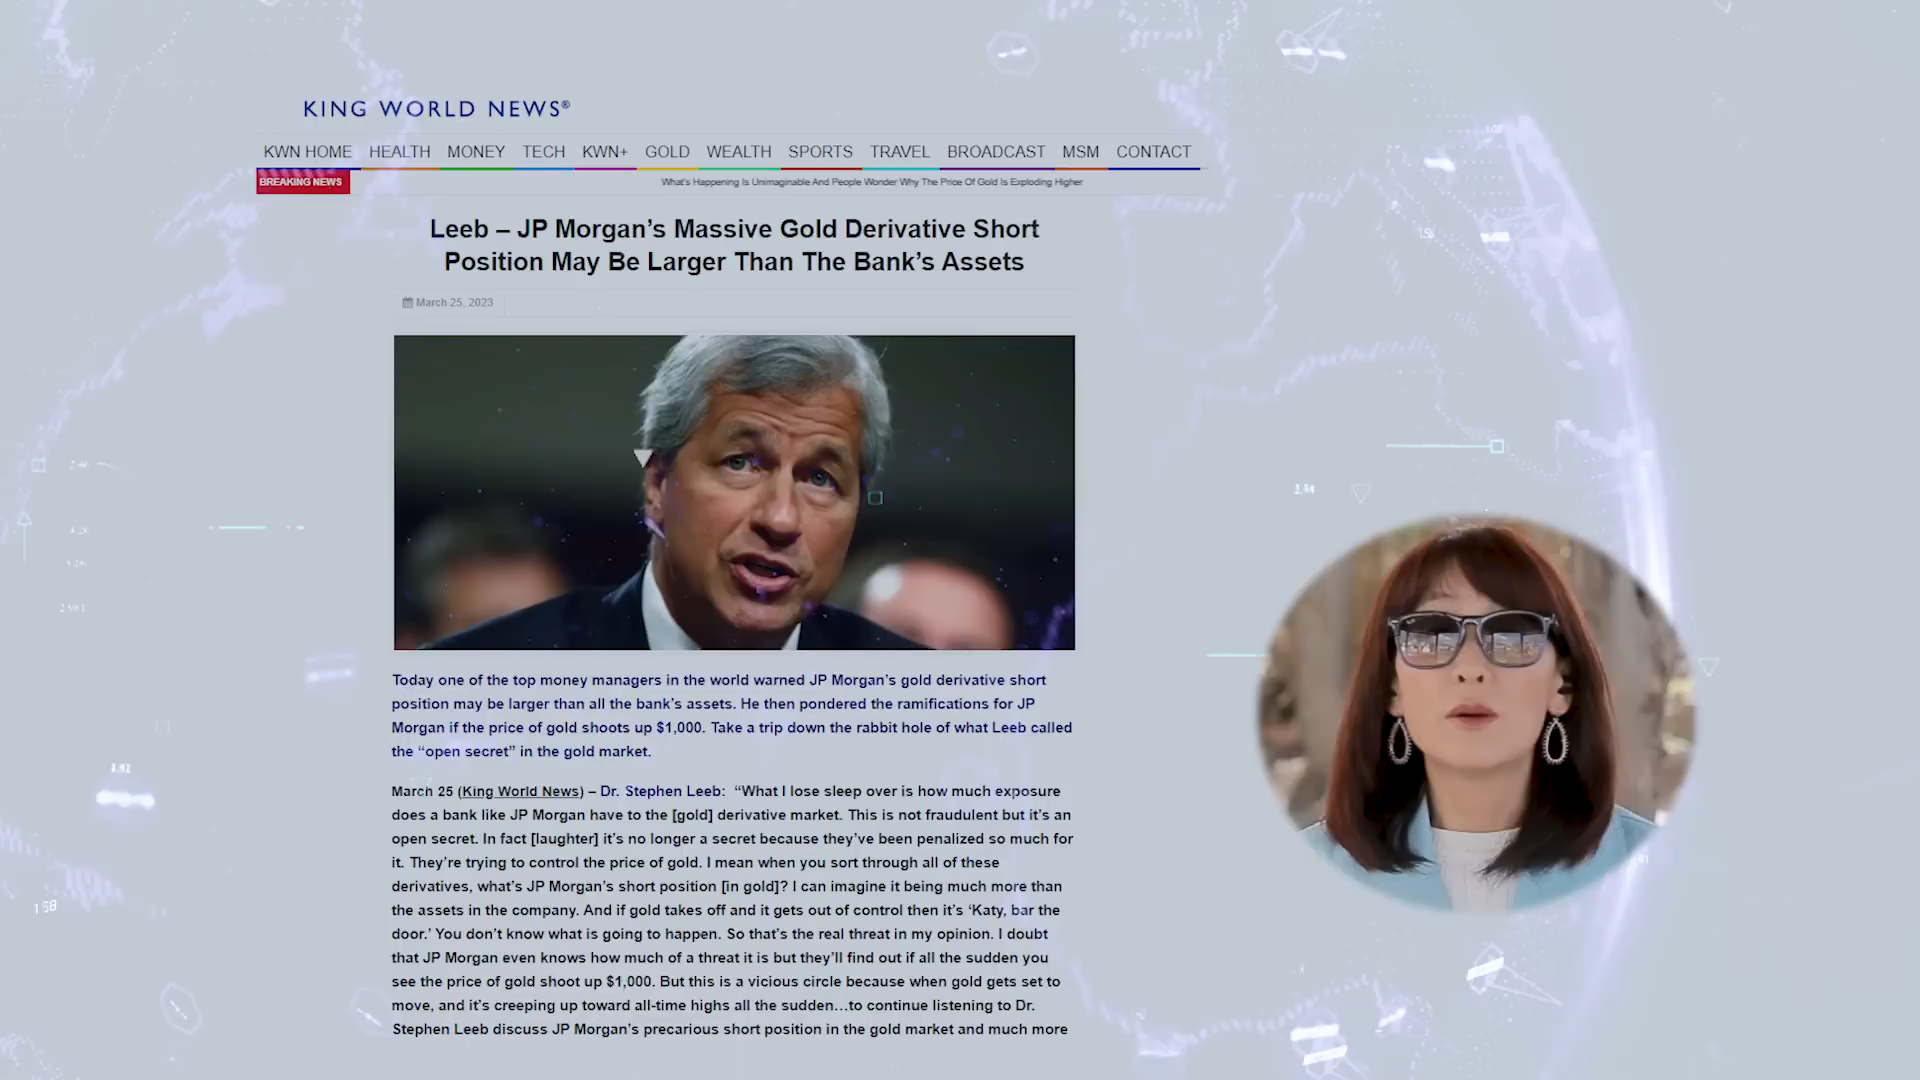 KING WORLD NEWS®
KWN HOME HEALTH MONEY TECH KWN+ GOLD WEALTH SPORTS TRAVEL BROADCAST MSM CONTACT
BREAKING NEWS What's Happening Is Unimaginable And People Wonder Why The Price Of Gold Is Exploding Higher
Leeb – JP Morgan's Massive Gold Derivative Short
Position May Be Larger Than The Bank's Assets
March 25, 2023
Today one of the top money managers in the world warned JP Morgan's gold derivative short
position may be larger than all the bank's assets. He then pondered the ramifications for JP
Morgan if the price of gold shoots up $1,000. Take a trip down the rabbit hole of what Leeb called
the “open secret” in the gold market.
March 25 (King World News) – Dr. Stephen Leeb: “What I lose sleep over is how much exposure
does a bank like JP Morgan have to the [gold] derivative market. This is not fraudulent but it's an
open secret. In fact [laughter] it's no longer a secret because they've been penalized so much for
it. They're trying to control the price of gold. I mean when you sort through all of these
derivatives, what's JP Morgan's short position [in gold]? I can imagine it being much more than
the assets in the company. And if gold takes off and it gets out of control then it's ‘Katy, bar the
door.’ You don't know what is going to happen. So that's the real threat in my opinion. I doubt
that JP Morgan even knows how much of a threat it is but they'll find out if all the sudden you
see the price of gold shoot up $1,000. But this is a vicious circle because when gold gets set to
move, and it's creeping up toward all-time highs all the sudden…to continue listening to Dr.
Stephen Leeb discuss JP Morgan's precarious short position in the gold market and much more
2.94
1.58